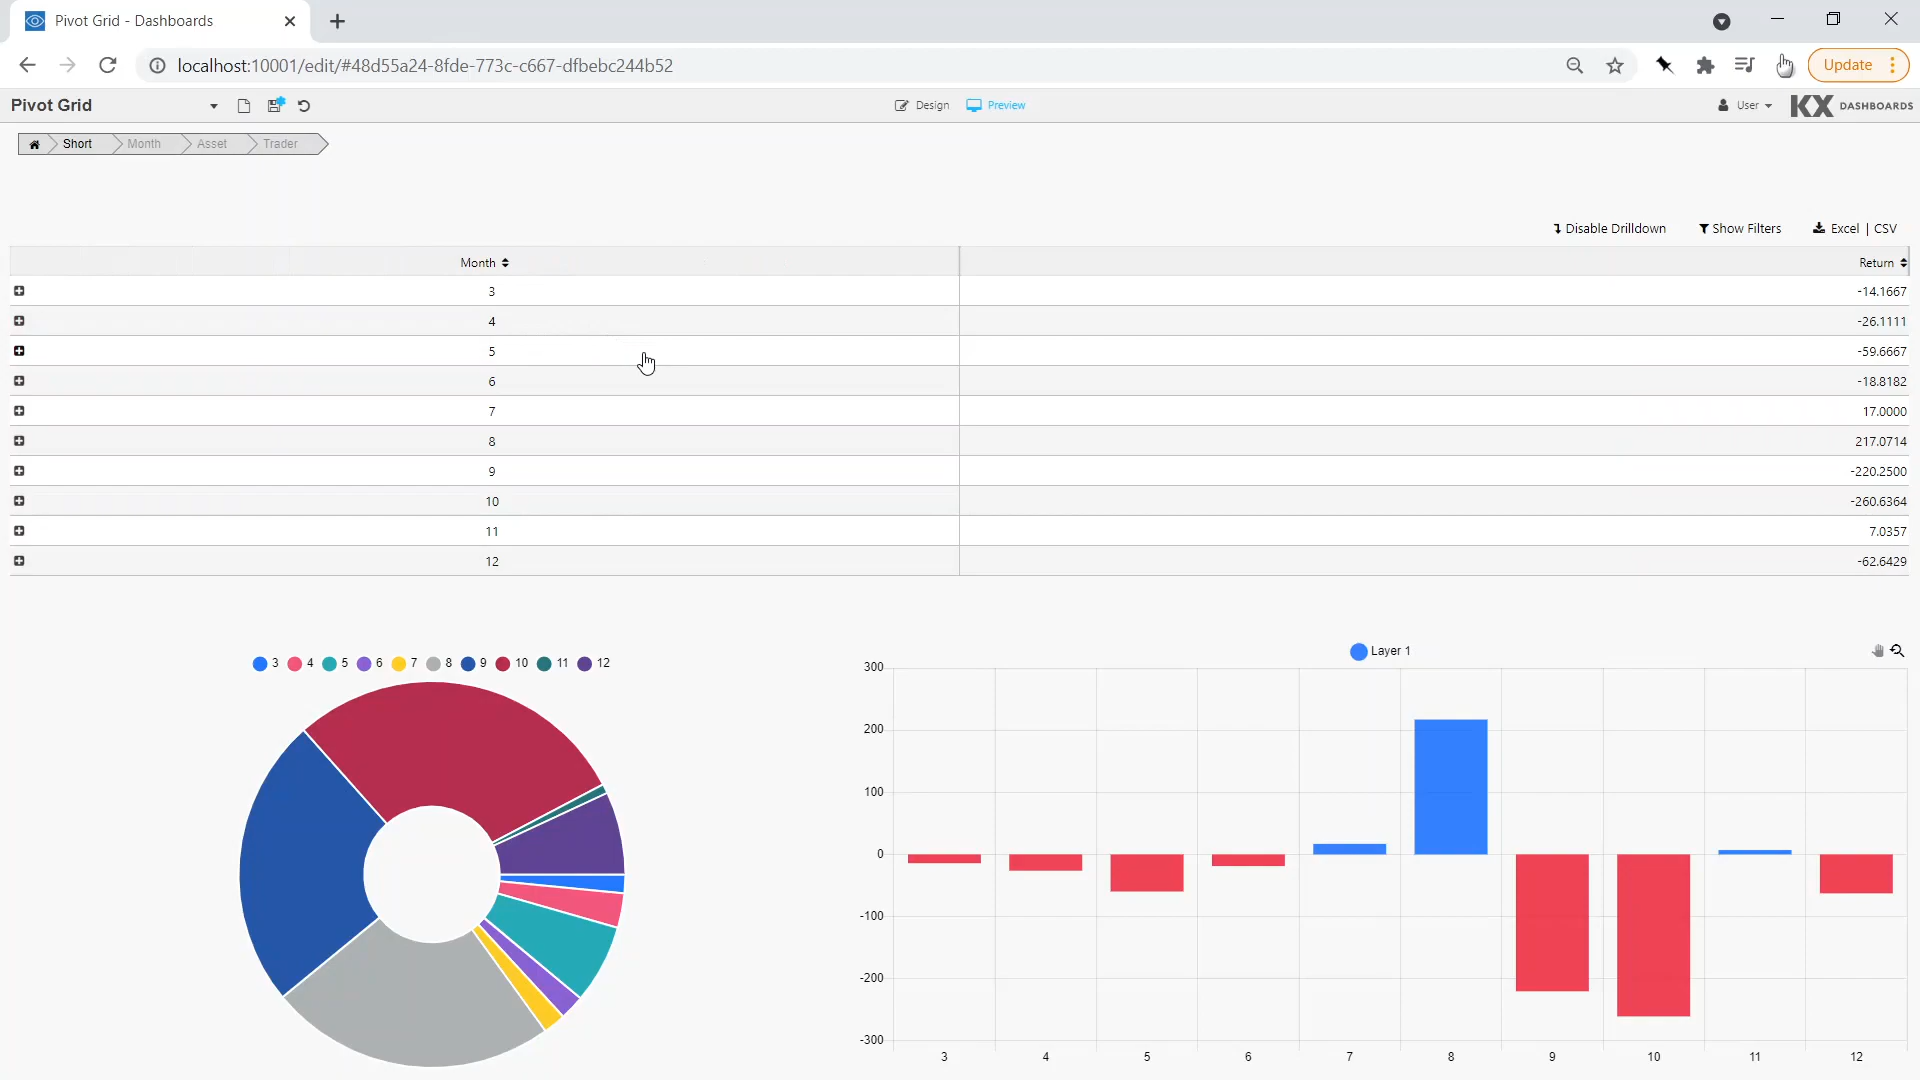 Pivot Grid - Dashboards
localhost:10001/edit/#48d55a24-8fde-773c-c667-dfbebc244b52
Update
Pivot Grid
Design
Preview
User
KX DASHBOARDS
Short
Month
Asset
Trader
Disable Drilldown
Show Filters
Excel | CSV
Month Return
3 -14.1667
4 -26.1111
5 -59.6667
6 -18.8182
7 17.0000
8 217.0714
9 -220.2500
10 -260.6364
11 7.0357
12 -62.6429
3 4 5 6 7 8 9 10 11 12
Layer 1
300
200
100
0
-100
-200
-300
3 4 5 6 7 8 9 10 11 12